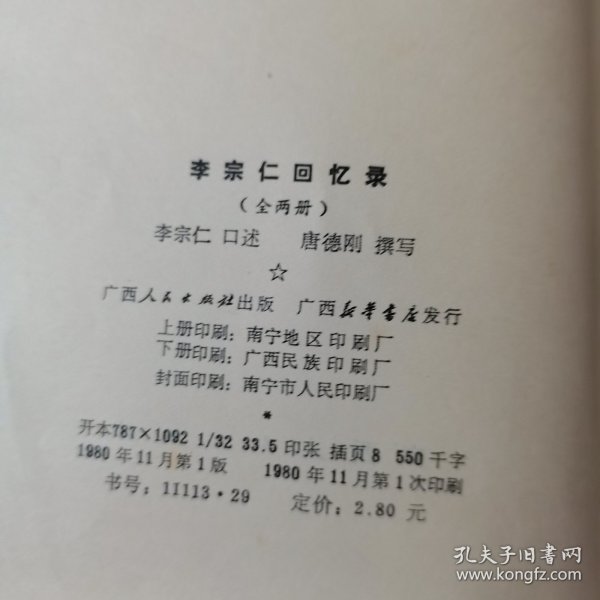 李宗仁回忆录
（全两册）
李宗仁 口述 唐德刚 撰写
☆
广西人民出版社出版 广西新华书店发行
上册印刷：南宁地区印刷厂
下册印刷：广西民族印刷厂
封面印刷：南宁市人民印刷厂
*
开本787×1092 1/32 33.5印张 插页8 550千字
1980年11月第1版 1980年11月第1次印刷
书号：11113·29 定价：2.80元
孔夫子旧书网
www.kongfz.com